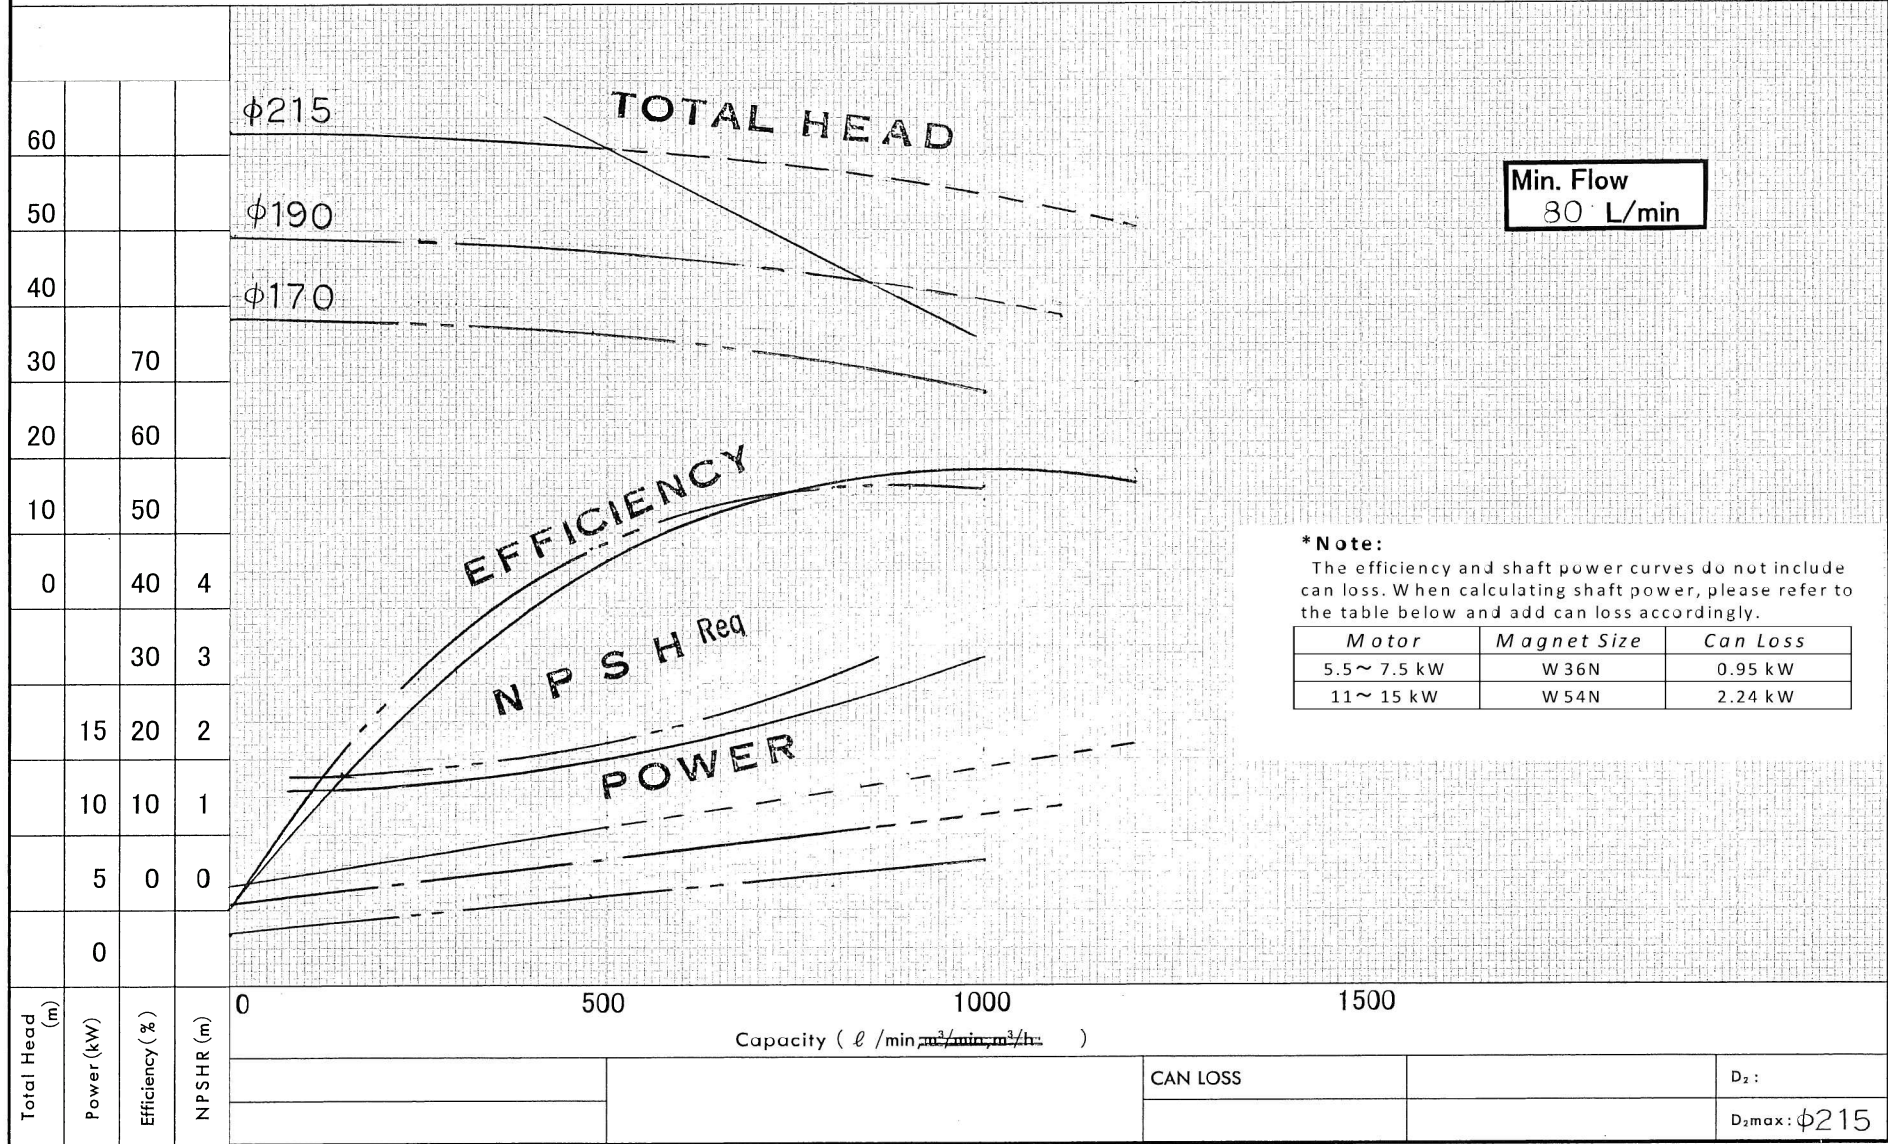 φ215
TOTAL HEAD
60
Min. Flow
80 L/min
50
φ190
40
φ170
30 70
20 60
EFFICIENCY
10 50
*Note:
The efficiency and shaft power curves do not include
can loss. When calculating shaft power, please refer to
the table below and add can loss accordingly.
Motor Magnet Size Can Loss
5.5~ 7.5 kW W36N 0.95 kW
11~ 15 kW W54N 2.24 kW
0 40 4
NPSH Req
30 3
15 20 2
POWER
10 10 1
5 0 0
0
0 500 1000 1500
Total Head (m)
Power (kW)
Efficiency (%)
NPSHR (m)
Capacity ( ℓ /min, m³/min, m³/h: )
CAN LOSS
D₂ :
D₂max: φ215